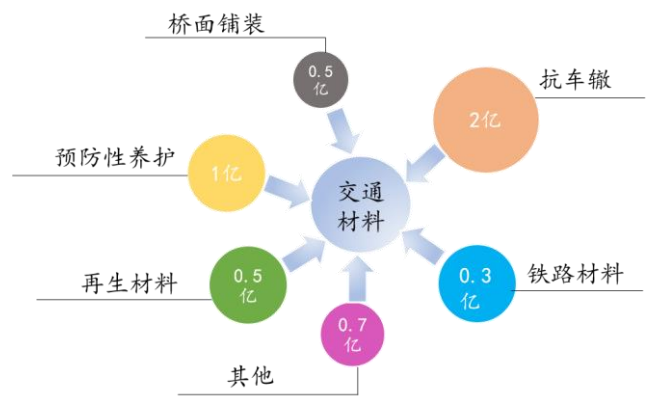 桥面铺装
0.5
亿
抗车辙
2亿
预防性养护
1亿
交通
材料
再生材料
0.5
亿
0.3
亿
铁路材料
0.7
亿
其他